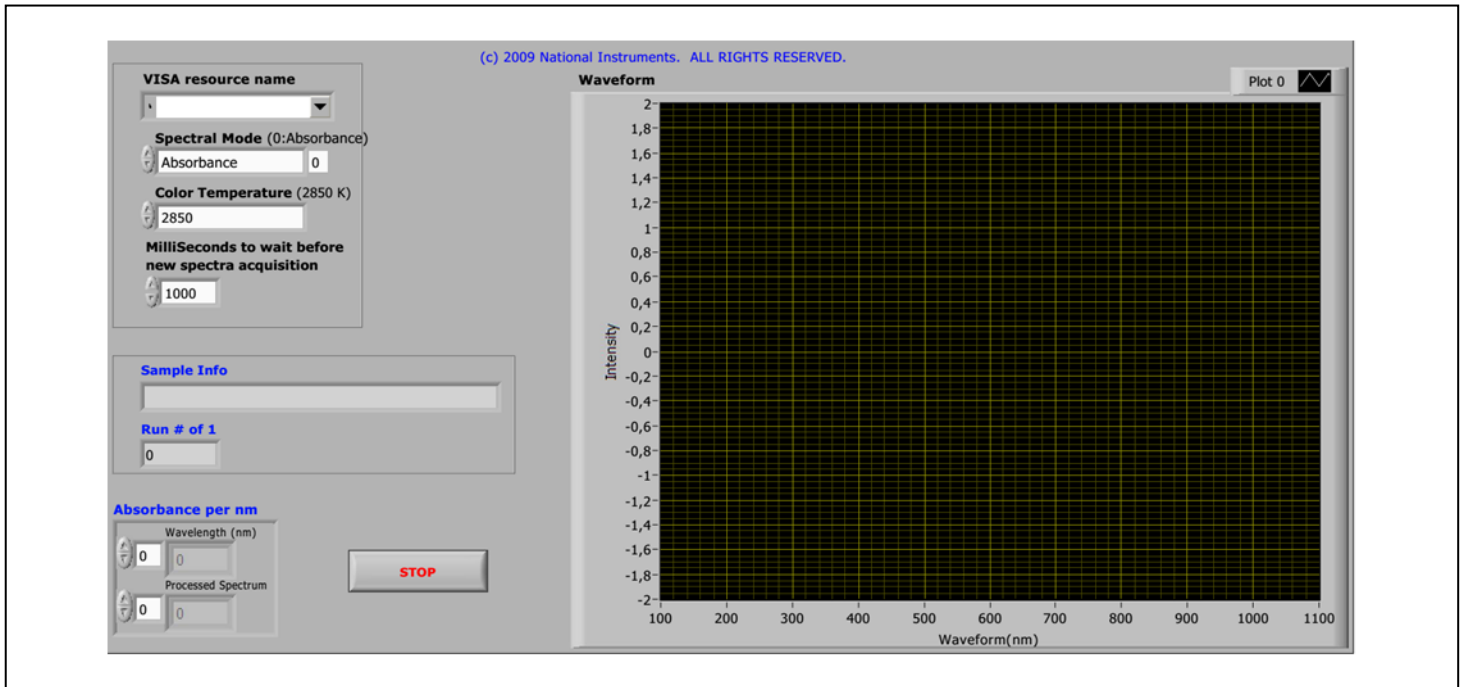 (c) 2009 National Instruments. ALL RIGHTS RESERVED.
VISA resource name
Spectral Mode (0:Absorbance)
Absorbance 0
Color Temperature (2850 K)
2850
MilliSeconds to wait before
new spectra acquisition
1000
Sample Info
Run # of 1
0
Absorbance per nm
Wavelength (nm)
0 0
Processed Spectrum
0 0
STOP
Waveform
Plot 0
Intensity
2
1,8
1,6
1,4
1,2
1
0,8
0,6
0,4
0,2
0
-0,2
-0,4
-0,6
-0,8
-1
-1,2
-1,4
-1,6
-1,8
-2
100 200 300 400 500 600 700 800 900 1000 1100
Waveform(nm)